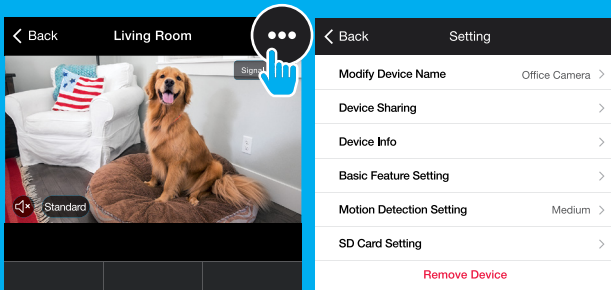 Back
Living Room
Signal
Standard
Back
Setting
Modify Device Name
Office Camera
Device Sharing
Device Info
Basic Feature Setting
Motion Detection Setting
Medium
SD Card Setting
Remove Device